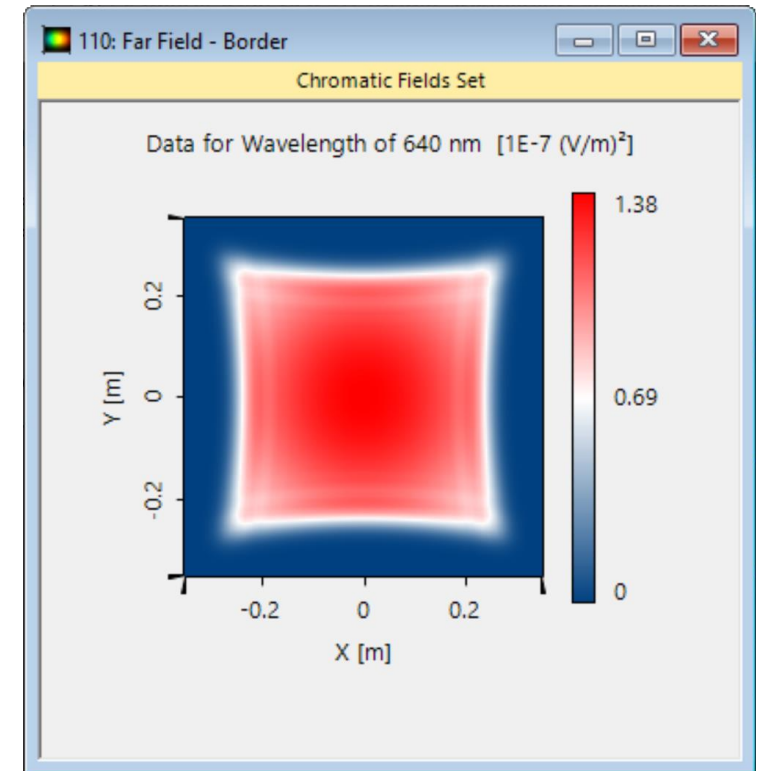 110: Far Field - Border
Chromatic Fields Set
Data for Wavelength of 640 nm  [1E-7 (V/m)²]
1.38
0.69
0
0.2
0
-0.2
Y [m]
-0.2
0
0.2
X [m]